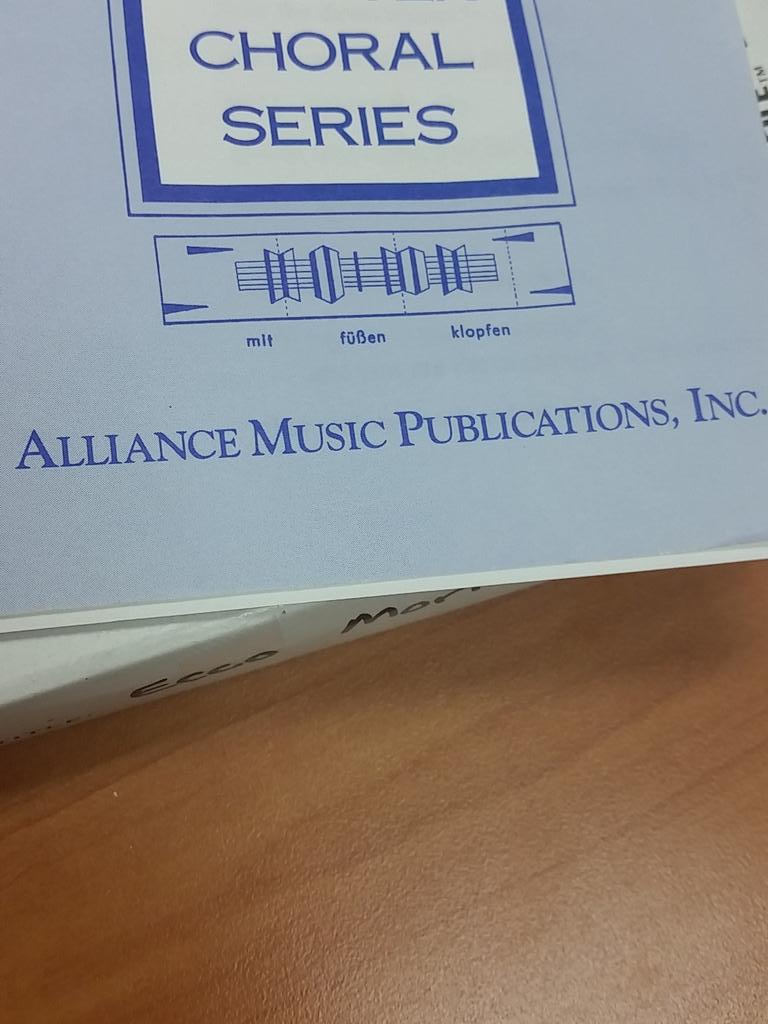 CHORAL
SERIES
mit füßen klopfen
ALLIANCE MUSIC PUBLICATIONS, INC.
Ecco